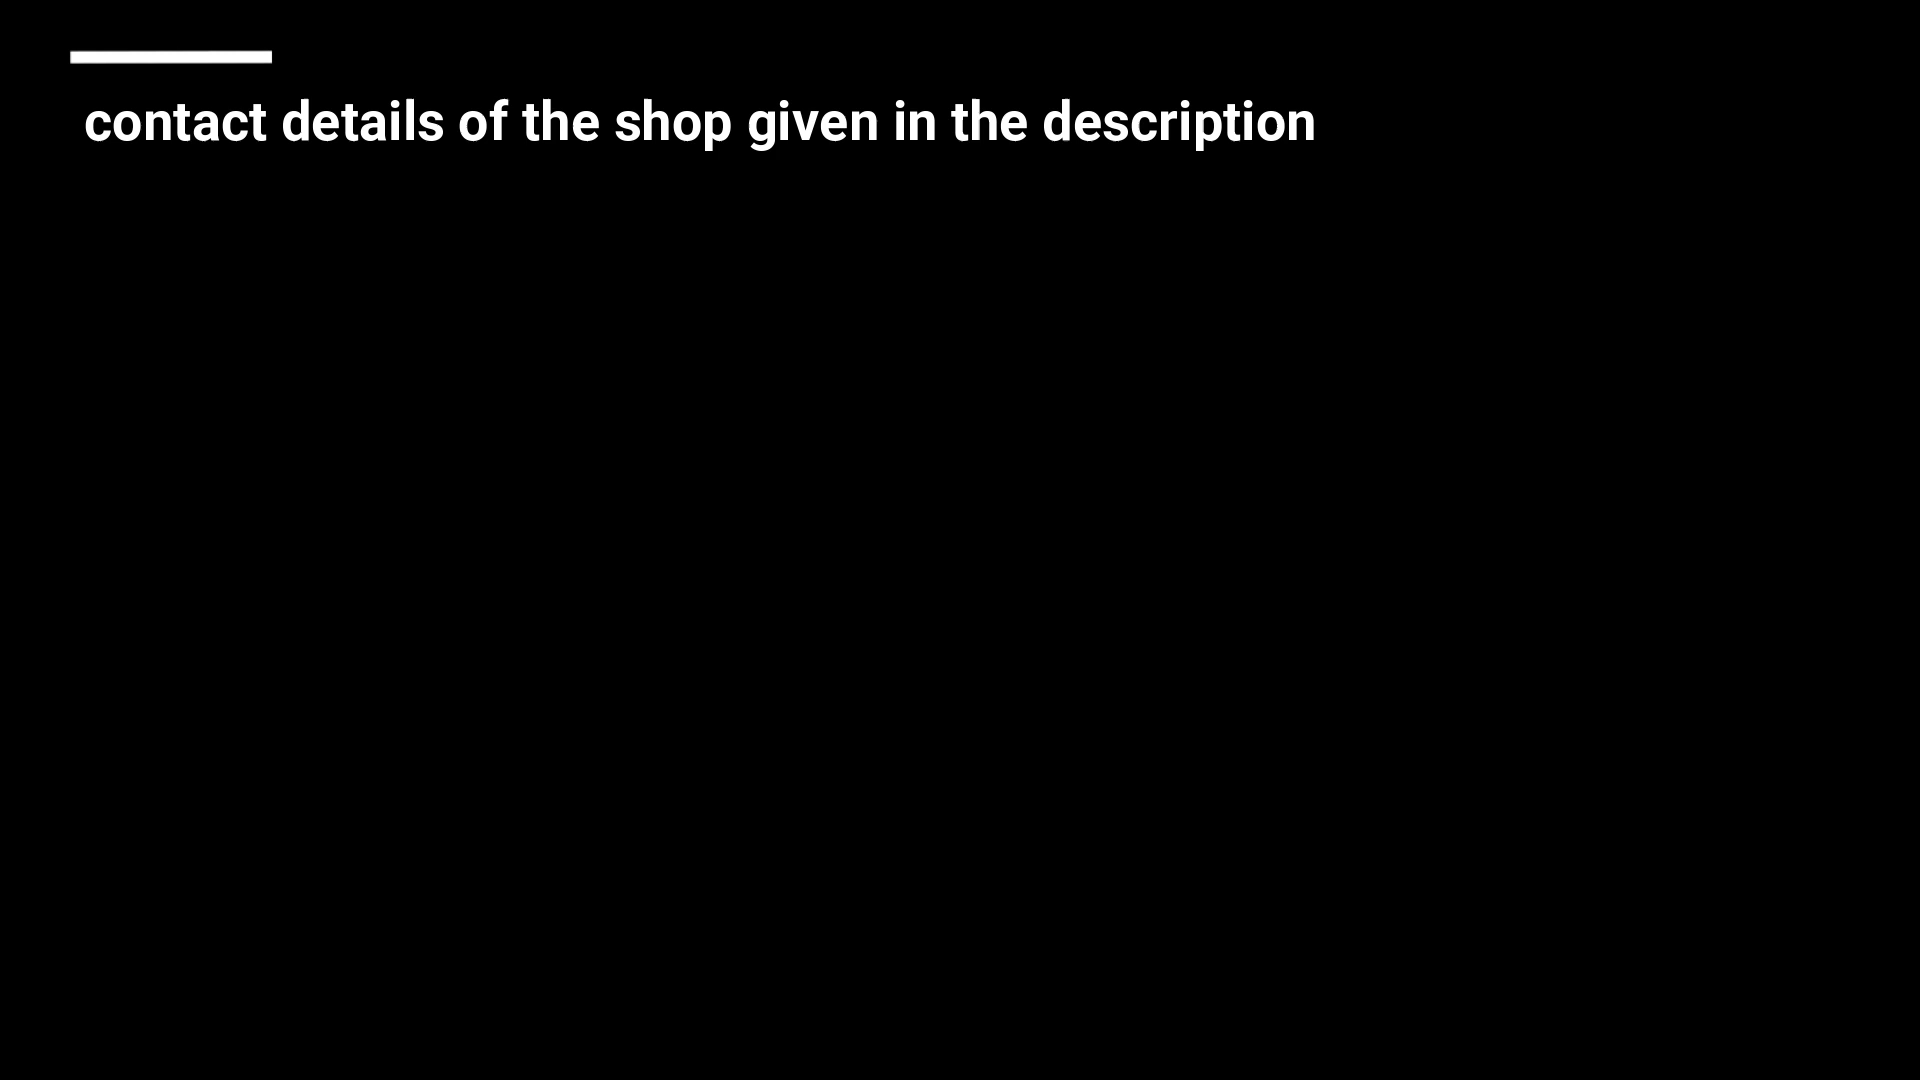 contact details of the shop given in the description